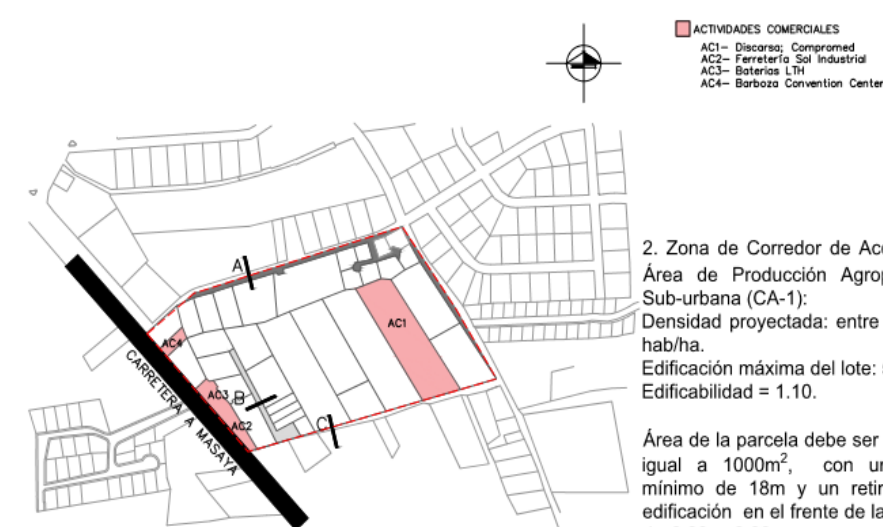 ACTIVIDADES COMERCIALES
AC1- Discarsa; Compromed
AC2- Ferretería Sol Industrial
AC3- Baterias LTH
AC4- Barboza Convention Center
A
AC1
AC4
AC3
B
AC2
C
CARRETERA A MASAYA
2. Zona de Corredor de
Área de Producción
Sub-urbana (CA-1):
Densidad proyectada: entre
hab/ha.
Edificación máxima del lote:
Edificabilidad = 1.10.
Área de la parcela debe ser
igual a 1000m², con
mínimo de 18m y un
edificación en el frente de la